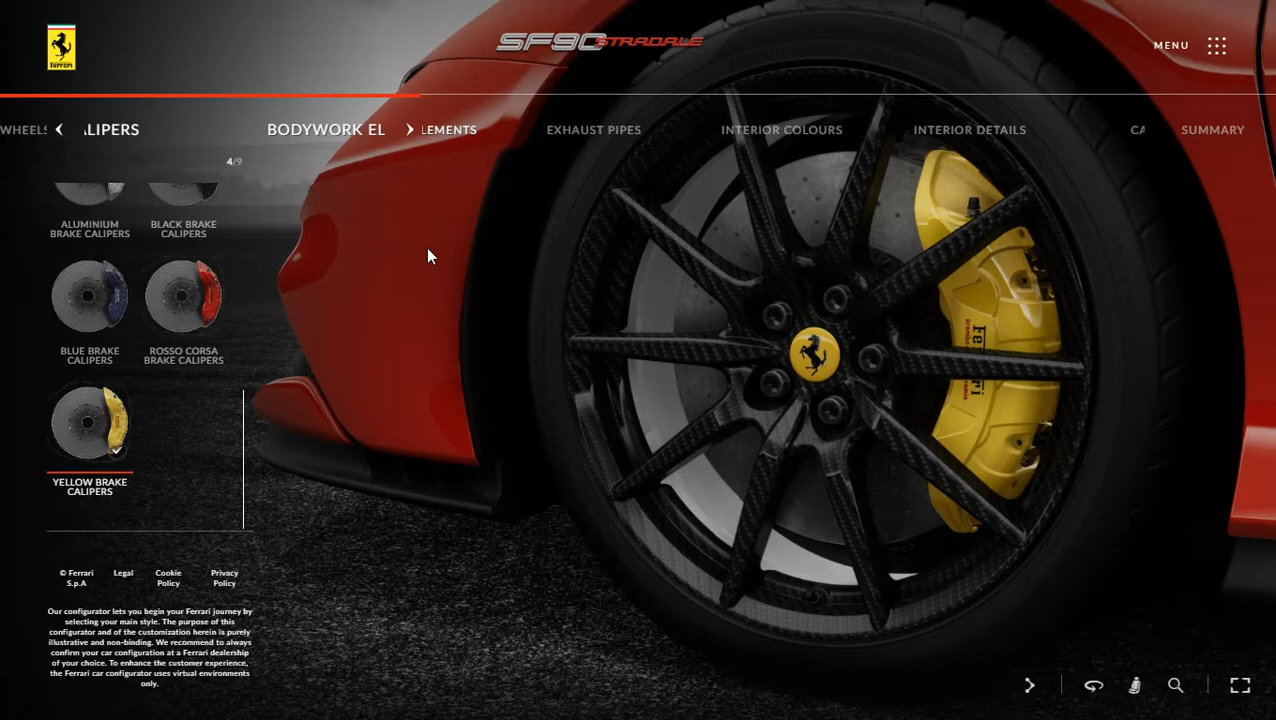 Ferrari
SF90 STRADALE
MENU
WHEELS
ALIPERS
BODYWORK EL
LEMENTS
EXHAUST PIPES
INTERIOR COLOURS
INTERIOR DETAILS
CA
SUMMARY
4/9
ALUMINIUM
BRAKE CALIPERS
BLACK BRAKE
CALIPERS
BLUE BRAKE
CALIPERS
ROSSO CORSA
BRAKE CALIPERS
YELLOW BRAKE
CALIPERS
© Ferrari
S.p.A
Legal
Cookie
Policy
Privacy
Policy
Our configurator lets you begin your Ferrari journey by
selecting your main style. The purpose of this
configurator and of the customization herein is purely
illustrative and non-binding. We recommend to always
confirm your car configuration at a Ferrari dealership
of your choice. To enhance the customer experience,
the Ferrari car configurator uses virtual environments
only.